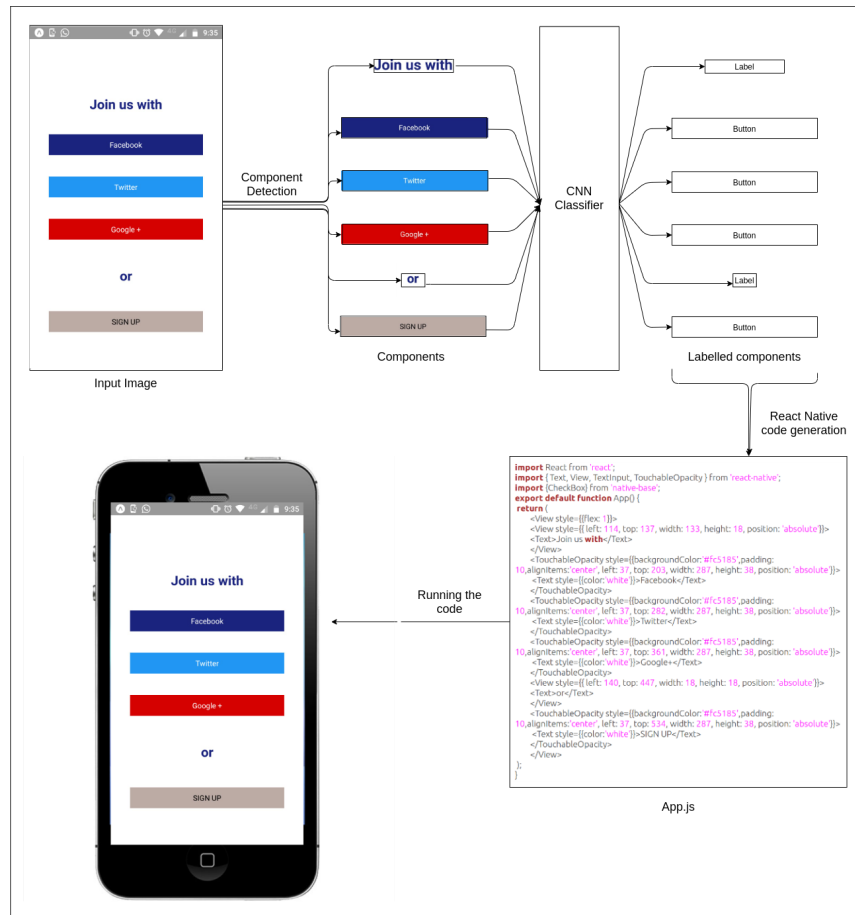 9:35
Join us with
Facebook
Twitter
Google +
or
SIGN UP
Input Image
Component
Detection
Join us with
Facebook
Twitter
Google +
or
SIGN UP
Components
CNN
Classifier
Label
Button
Button
Button
Label
Button
Labelled components
React Native
code generation
import React from 'react';
import { Text, View, TextInput, TouchableOpacity } from 'react-native';
import {CheckBox} from 'native-base';
export default function App() {
return (
<View style={{flex: 1}}>
<View style={{ left: 114, top: 137, width: 133, height: 18, position: 'absolute'}}>
<Text>Join us with</Text>
</View>
<TouchableOpacity style={{backgroundColor:'#fc5185',padding:
10,alignItems:'center', left: 37, top: 203, width: 287, height: 38, position: 'absolute'}}>
<Text style={{color:'white'}}>Facebook</Text>
</TouchableOpacity>
<TouchableOpacity style={{backgroundColor:'#fc5185',padding:
10,alignItems:'center', left: 37, top: 282, width: 287, height: 38, position: 'absolute'}}>
<Text style={{color:'white'}}>Twitter</Text>
</TouchableOpacity>
<TouchableOpacity style={{backgroundColor:'#fc5185',padding:
10,alignItems:'center', left: 37, top: 361, width: 287, height: 38, position: 'absolute'}}>
<Text style={{color:'white'}}>Google+</Text>
</TouchableOpacity>
<View style={{ left: 140, top: 447, width: 18, height: 18, position: 'absolute'}}>
<Text>or</Text>
</View>
<TouchableOpacity style={{backgroundColor:'#fc5185',padding:
10,alignItems:'center', left: 37, top: 534, width: 287, height: 38, position: 'absolute'}}>
<Text style={{color:'white'}}>SIGN UP</Text>
</TouchableOpacity>
</View>
);
}
App.js
Running the
code
9:35
Join us with
Facebook
Twitter
Google +
or
SIGN UP